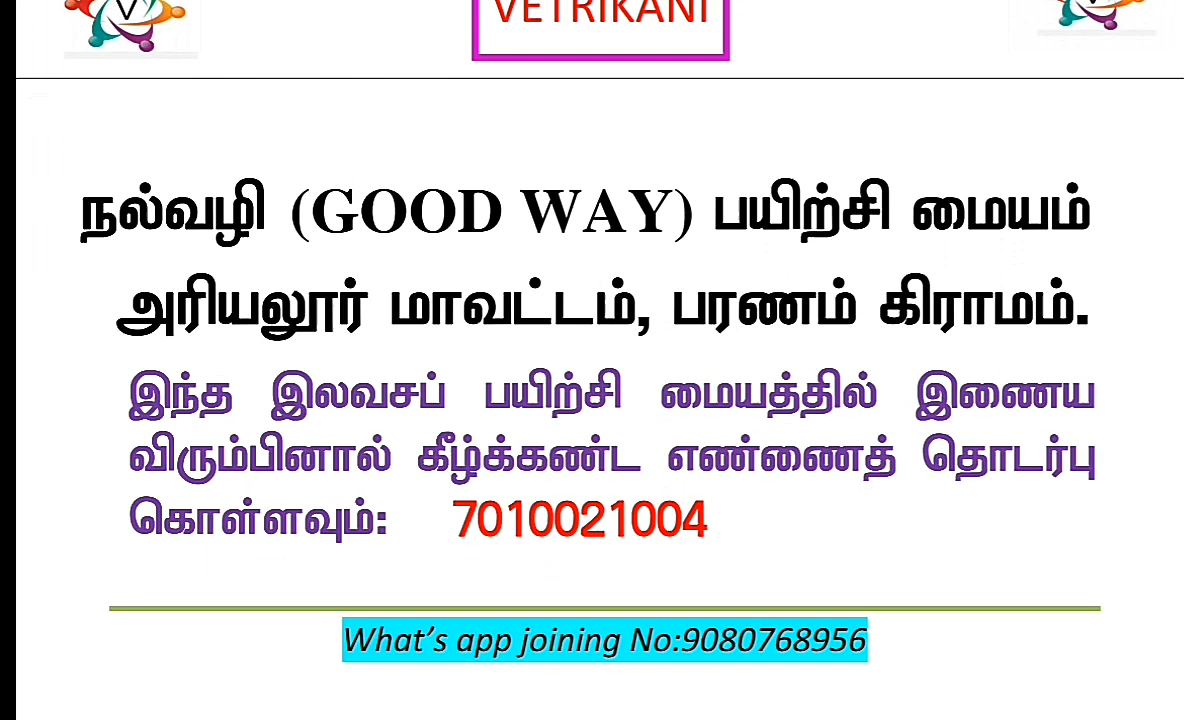 VETRIKANI
நல்வழி (GOOD WAY) பயிற்சி மையம்
அரியலூர் மாவட்டம், பரணம் கிராமம்.
இந்த இலவசப் பயிற்சி மையத்தில் இணைய
விரும்பினால் கீழ்க்கண்ட எண்ணைத் தொடர்பு
கொள்ளவும்: 7010021004
What's app joining No:9080768956